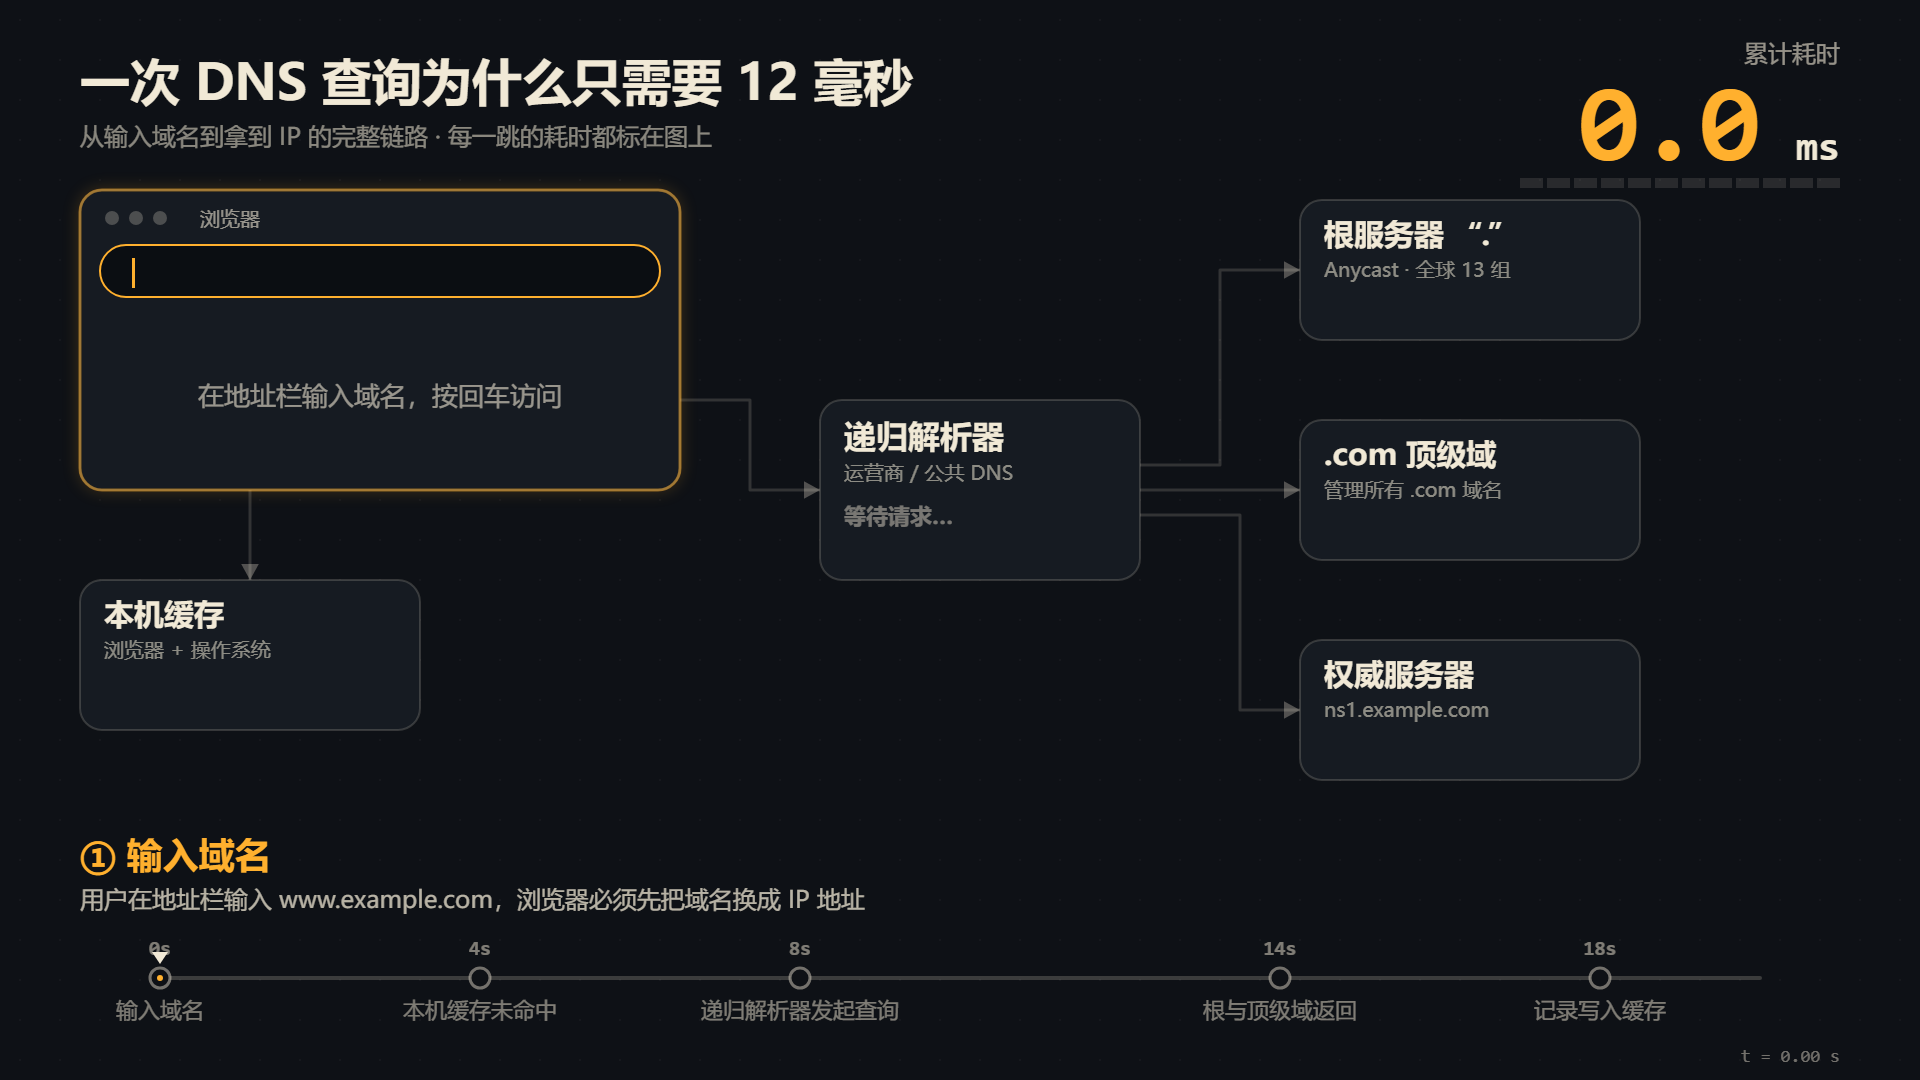 一次 DNS 查询为什么只需要 12 毫秒
从输入域名到拿到 IP 的完整链路 · 每一跳的耗时都标在图上
累计耗时
0.0 ms
浏览器
在地址栏输入域名，按回车访问
本机缓存
浏览器 + 操作系统
递归解析器
运营商 / 公共 DNS
等待请求…
根服务器 “.”
Anycast · 全球 13 组
.com 顶级域
管理所有 .com 域名
权威服务器
ns1.example.com
① 输入域名
用户在地址栏输入 www.example.com，浏览器必须先把域名换成 IP 地址
0s 4s 8s 14s 18s
输入域名 本机缓存未命中 递归解析器发起查询 根与顶级域返回 记录写入缓存
t = 0.00 s